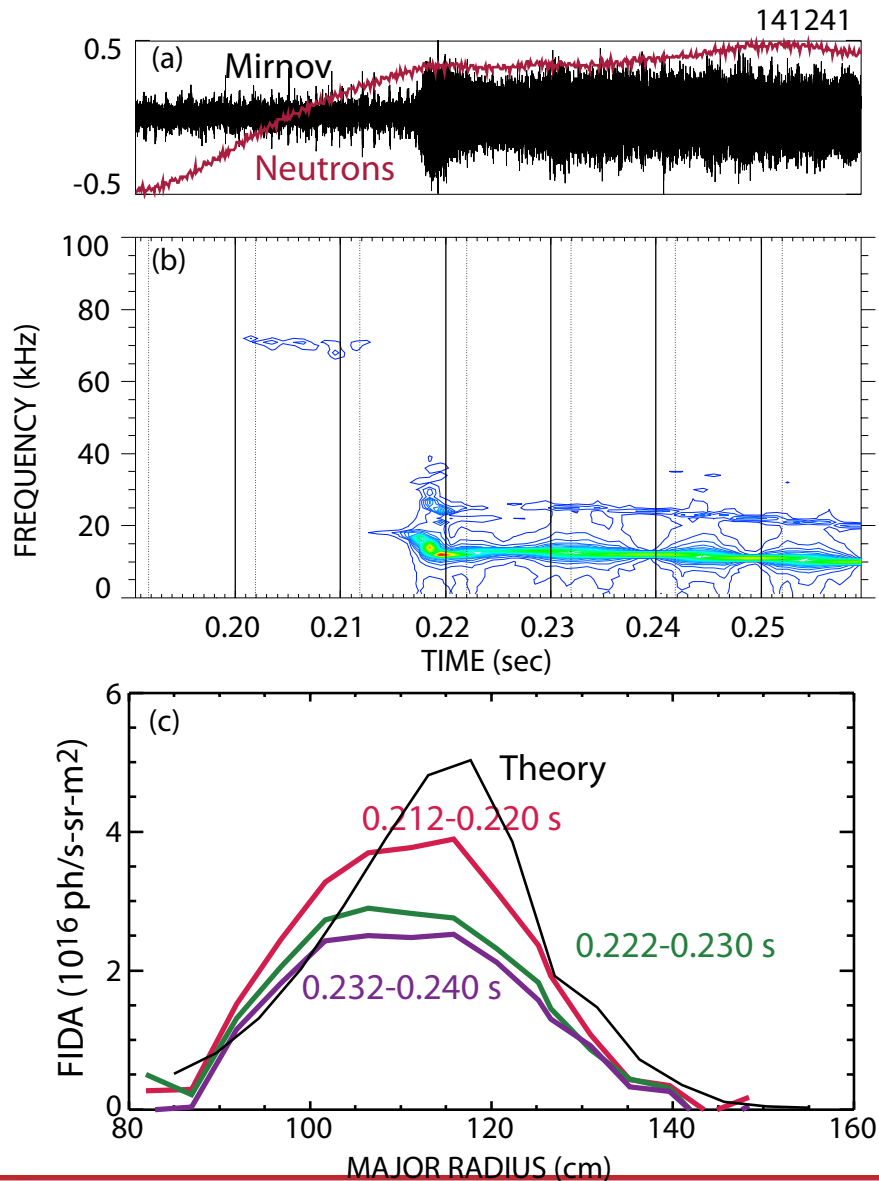 141241
0.5
(a)
Mirnov
Neutrons
-0.5
100
(b)
80
60
40
20
0
FREQUENCY (kHz)
0.20 0.21 0.22 0.23 0.24 0.25
TIME (sec)
6
(c)
Theory
0.212-0.220 s
4
0.222-0.230 s
2
0.232-0.240 s
0
FIDA (10¹⁶ ph/s-sr-m²)
80 100 120 140 160
MAJOR RADIUS (cm)